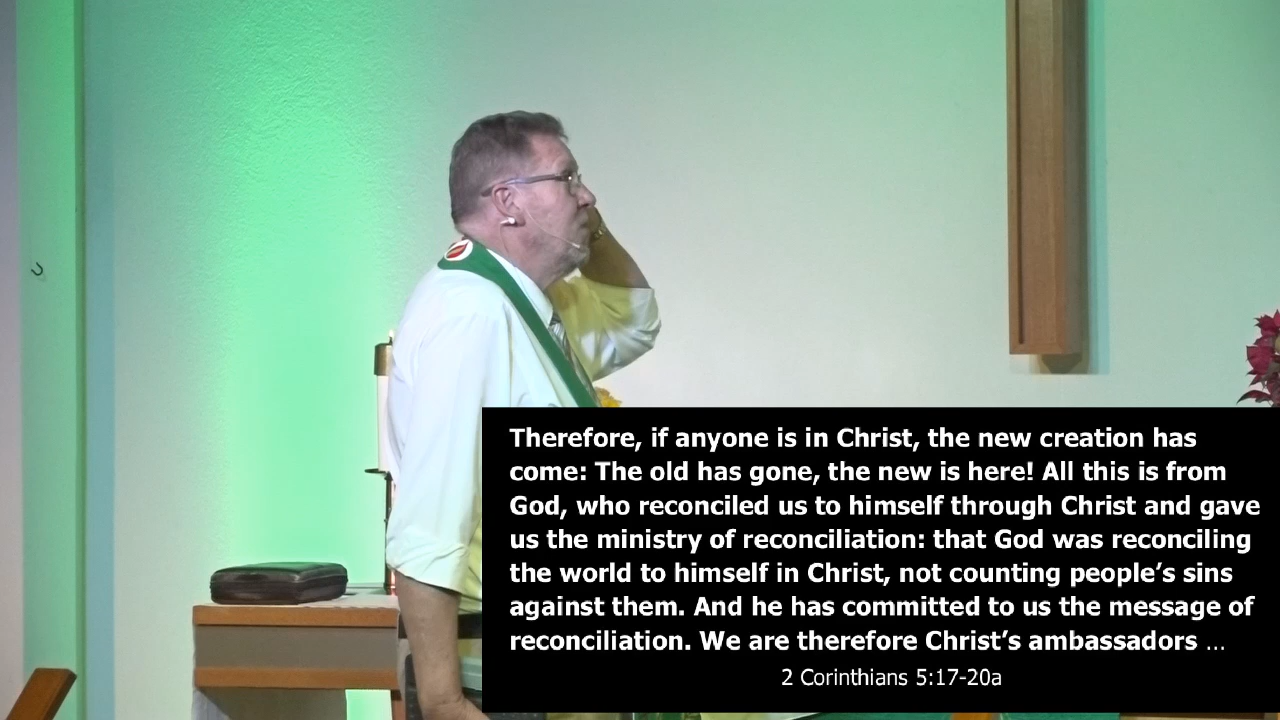 Therefore, if anyone is in Christ, the new creation has
come: The old has gone, the new is here! All this is from
God, who reconciled us to himself through Christ and gave
us the ministry of reconciliation: that God was reconciling
the world to himself in Christ, not counting people’s sins
against them. And he has committed to us the message of
reconciliation. We are therefore Christ’s ambassadors ...
2 Corinthians 5:17-20a